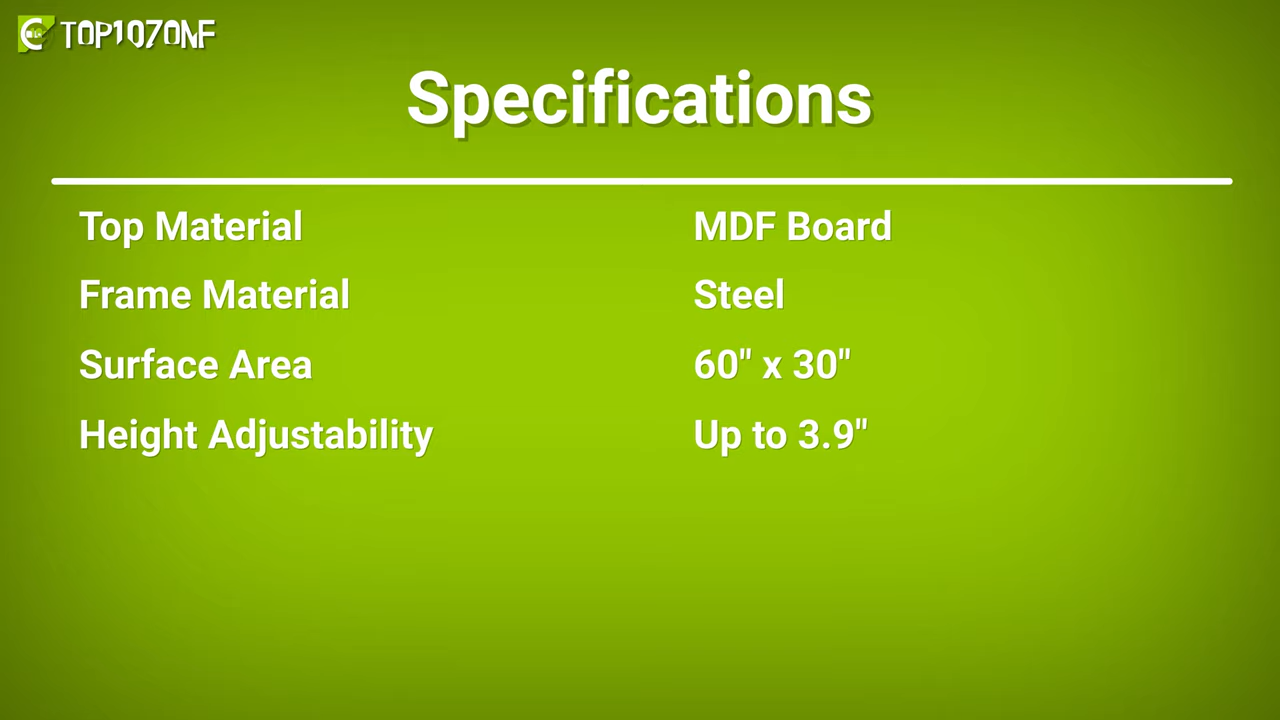 TOP10ZONE
Specifications
Top Material MDF Board
Frame Material Steel
Surface Area 60" x 30"
Height Adjustability Up to 3.9"